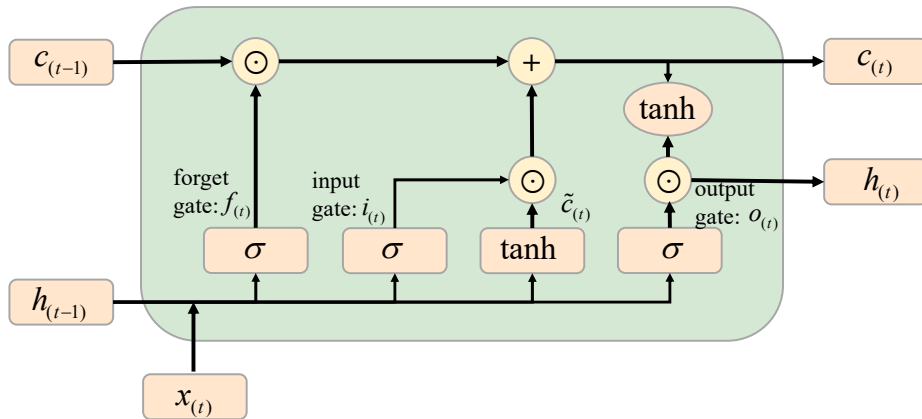 c(t−1)
⊙
+
c(t)
tanh
forget
gate: f(t)
input
gate: i(t)
⊙
c̃(t)
⊙
output
gate: o(t)
h(t)
σ
σ
tanh
σ
h(t−1)
x(t)